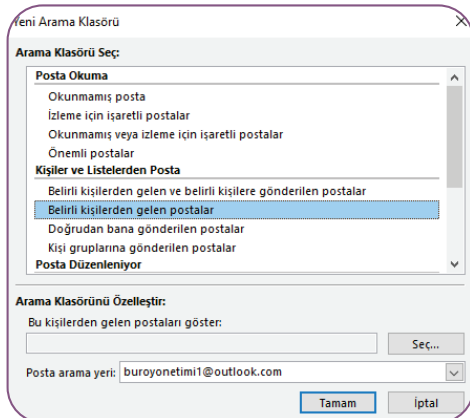 Yeni Arama Klasörü
Arama Klasörü Seç:
Posta Okuma
Okunmamış posta
İzleme için işaretli postalar
Okunmamış veya izleme için işaretli postalar
Önemli postalar
Kişiler ve Listelerden Posta
Belirli kişilerden gelen ve belirli kişilere gönderilen postalar
Belirli kişilerden gelen postalar
Doğrudan bana gönderilen postalar
Kişi gruplarına gönderilen postalar
Posta Düzenleniyor
Arama Klasörünü Özelleştir:
Bu kişilerden gelen postaları göster:
Seç...
Posta arama yeri: buroyonetimi1@outlook.com
Tamam İptal